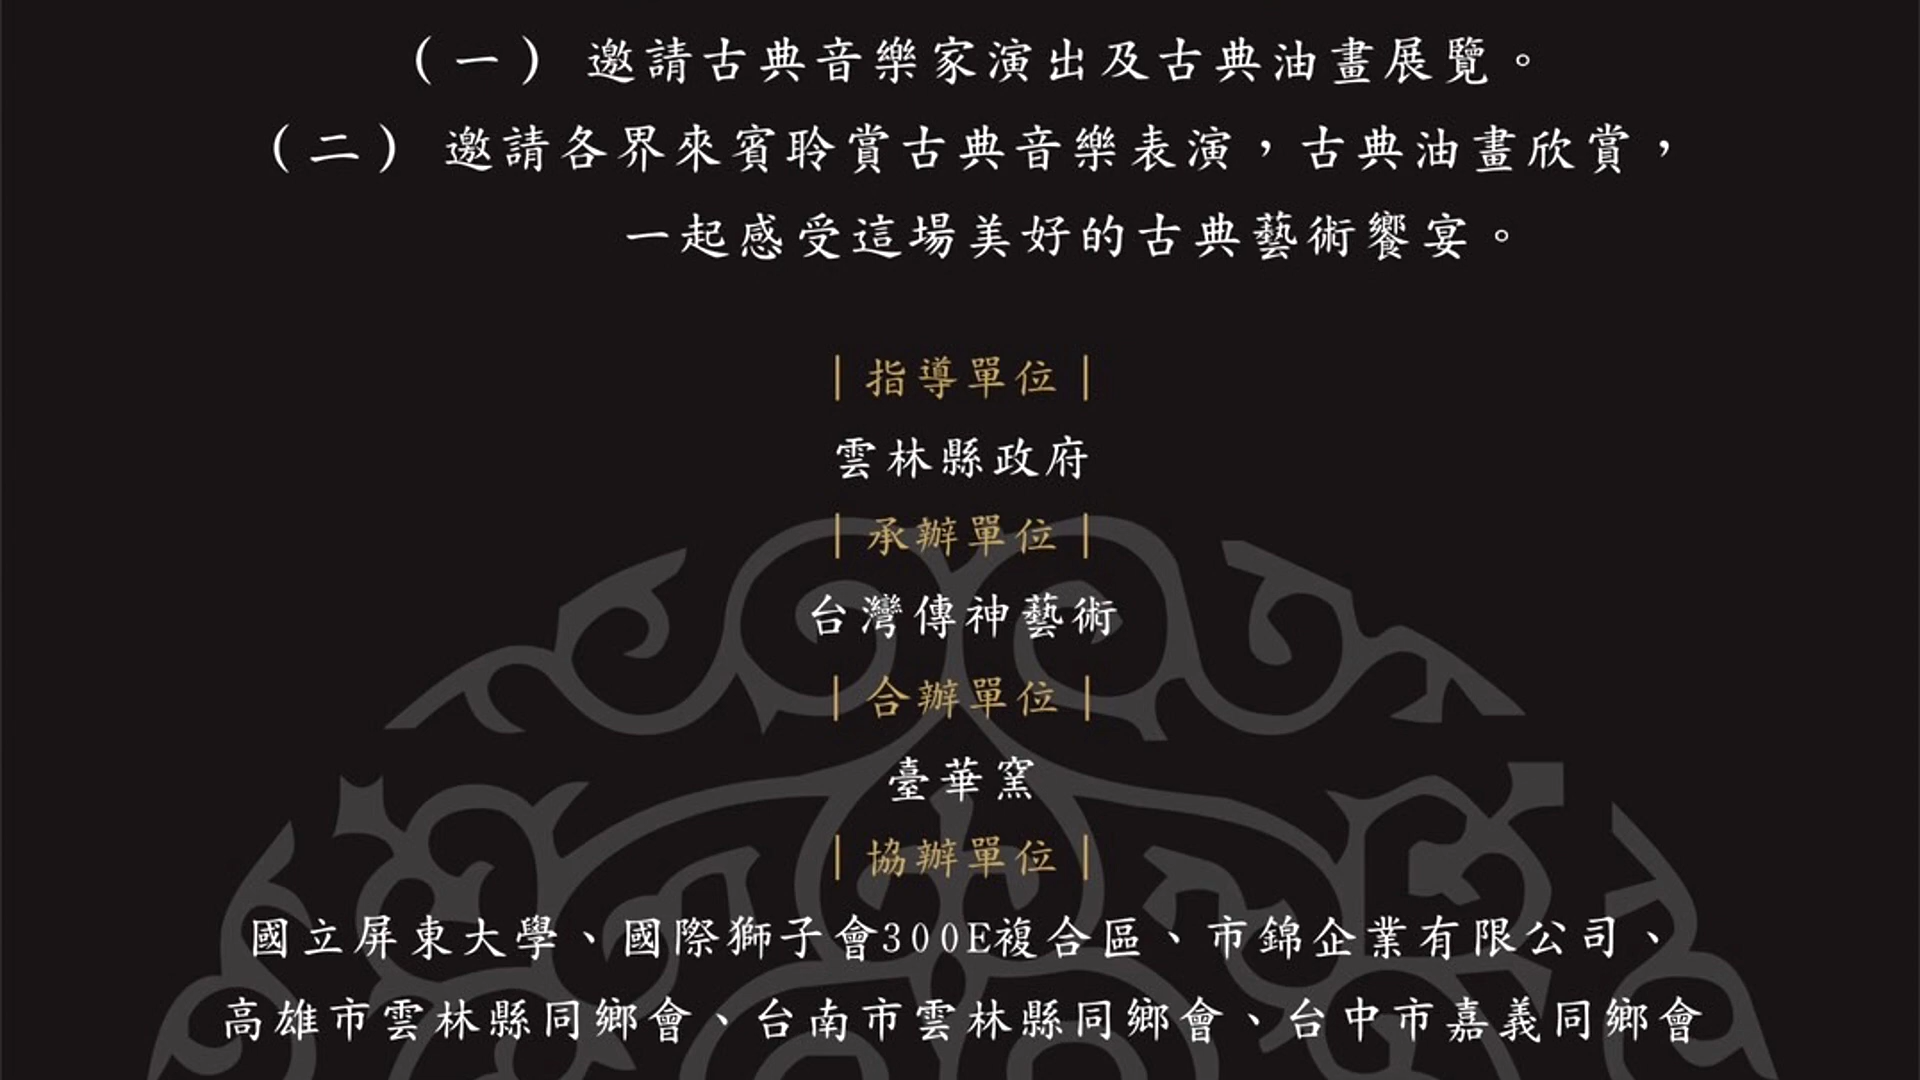 （一） 邀請古典音樂家演出及古典油畫展覽。
（二） 邀請各界來賓聆賞古典音樂表演，古典油畫欣賞，
一起感受這場美好的古典藝術饗宴。
｜指導單位｜
雲林縣政府
｜承辦單位｜
台灣傳神藝術
｜合辦單位｜
臺華窯
｜協辦單位｜
國立屏東大學、國際獅子會300E複合區、市錦企業有限公司、
高雄市雲林縣同鄉會、台南市雲林縣同鄉會、台中市嘉義同鄉會